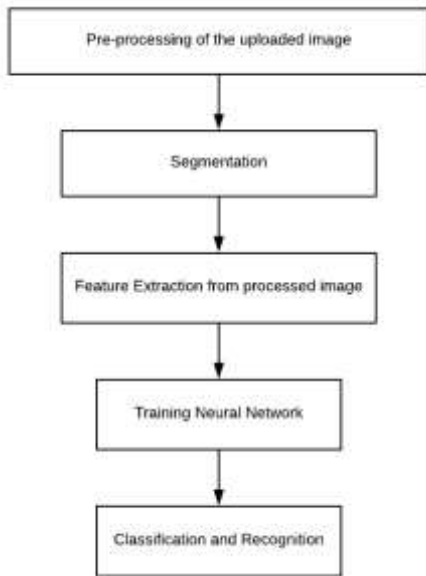 Pre-processing of the uploaded image
Segmentation
Feature Extraction from processed image
Training Neural Network
Classification and Recognition